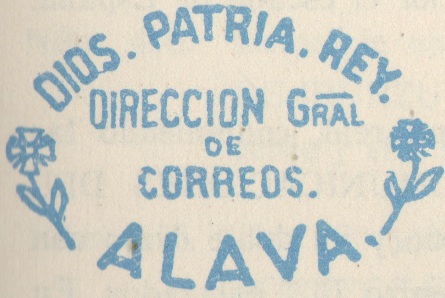 DIOS. PATRIA. REY.
DIRECCION GRAL
DE
CORREOS.
ALAVA.